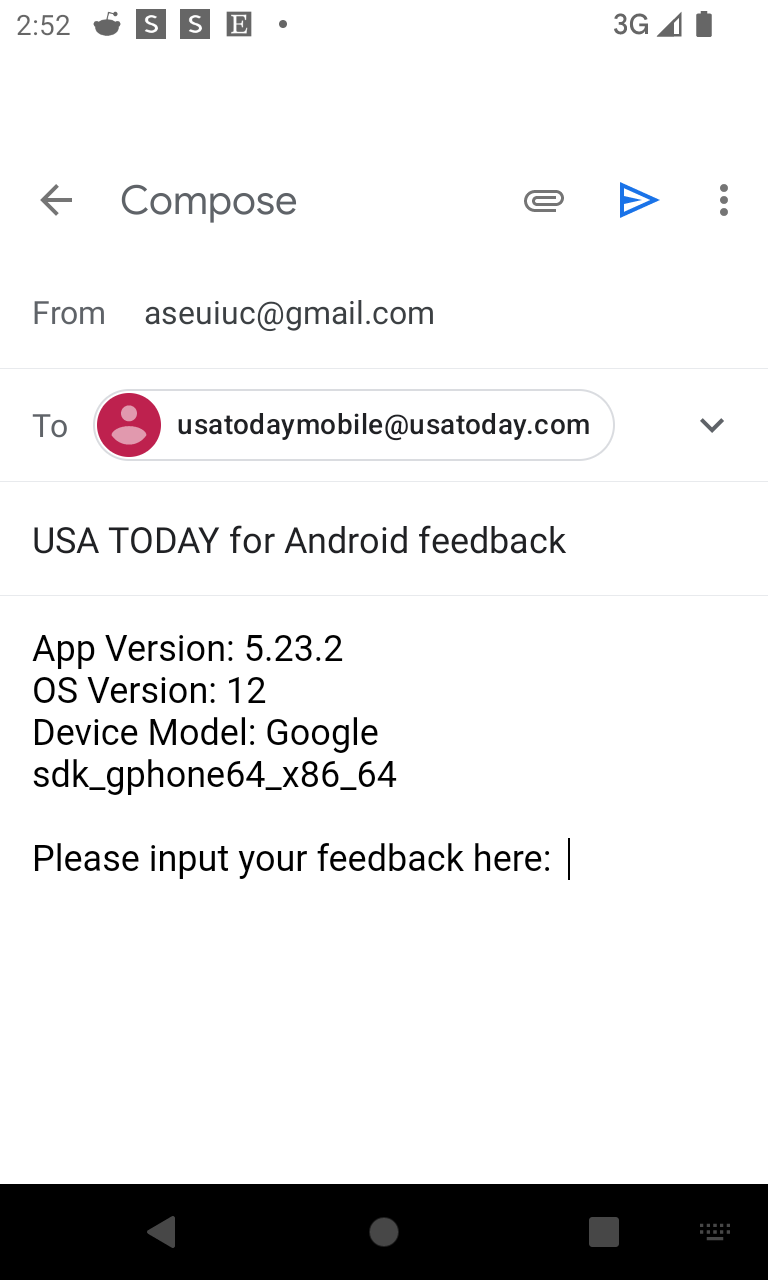 2:52 S S E 3G
Compose
From aseuiuc@gmail.com
To usatodaymobile@usatoday.com
USA TODAY for Android feedback
App Version: 5.23.2
OS Version: 12
Device Model: Google
sdk_gphone64_x86_64
Please input your feedback here: